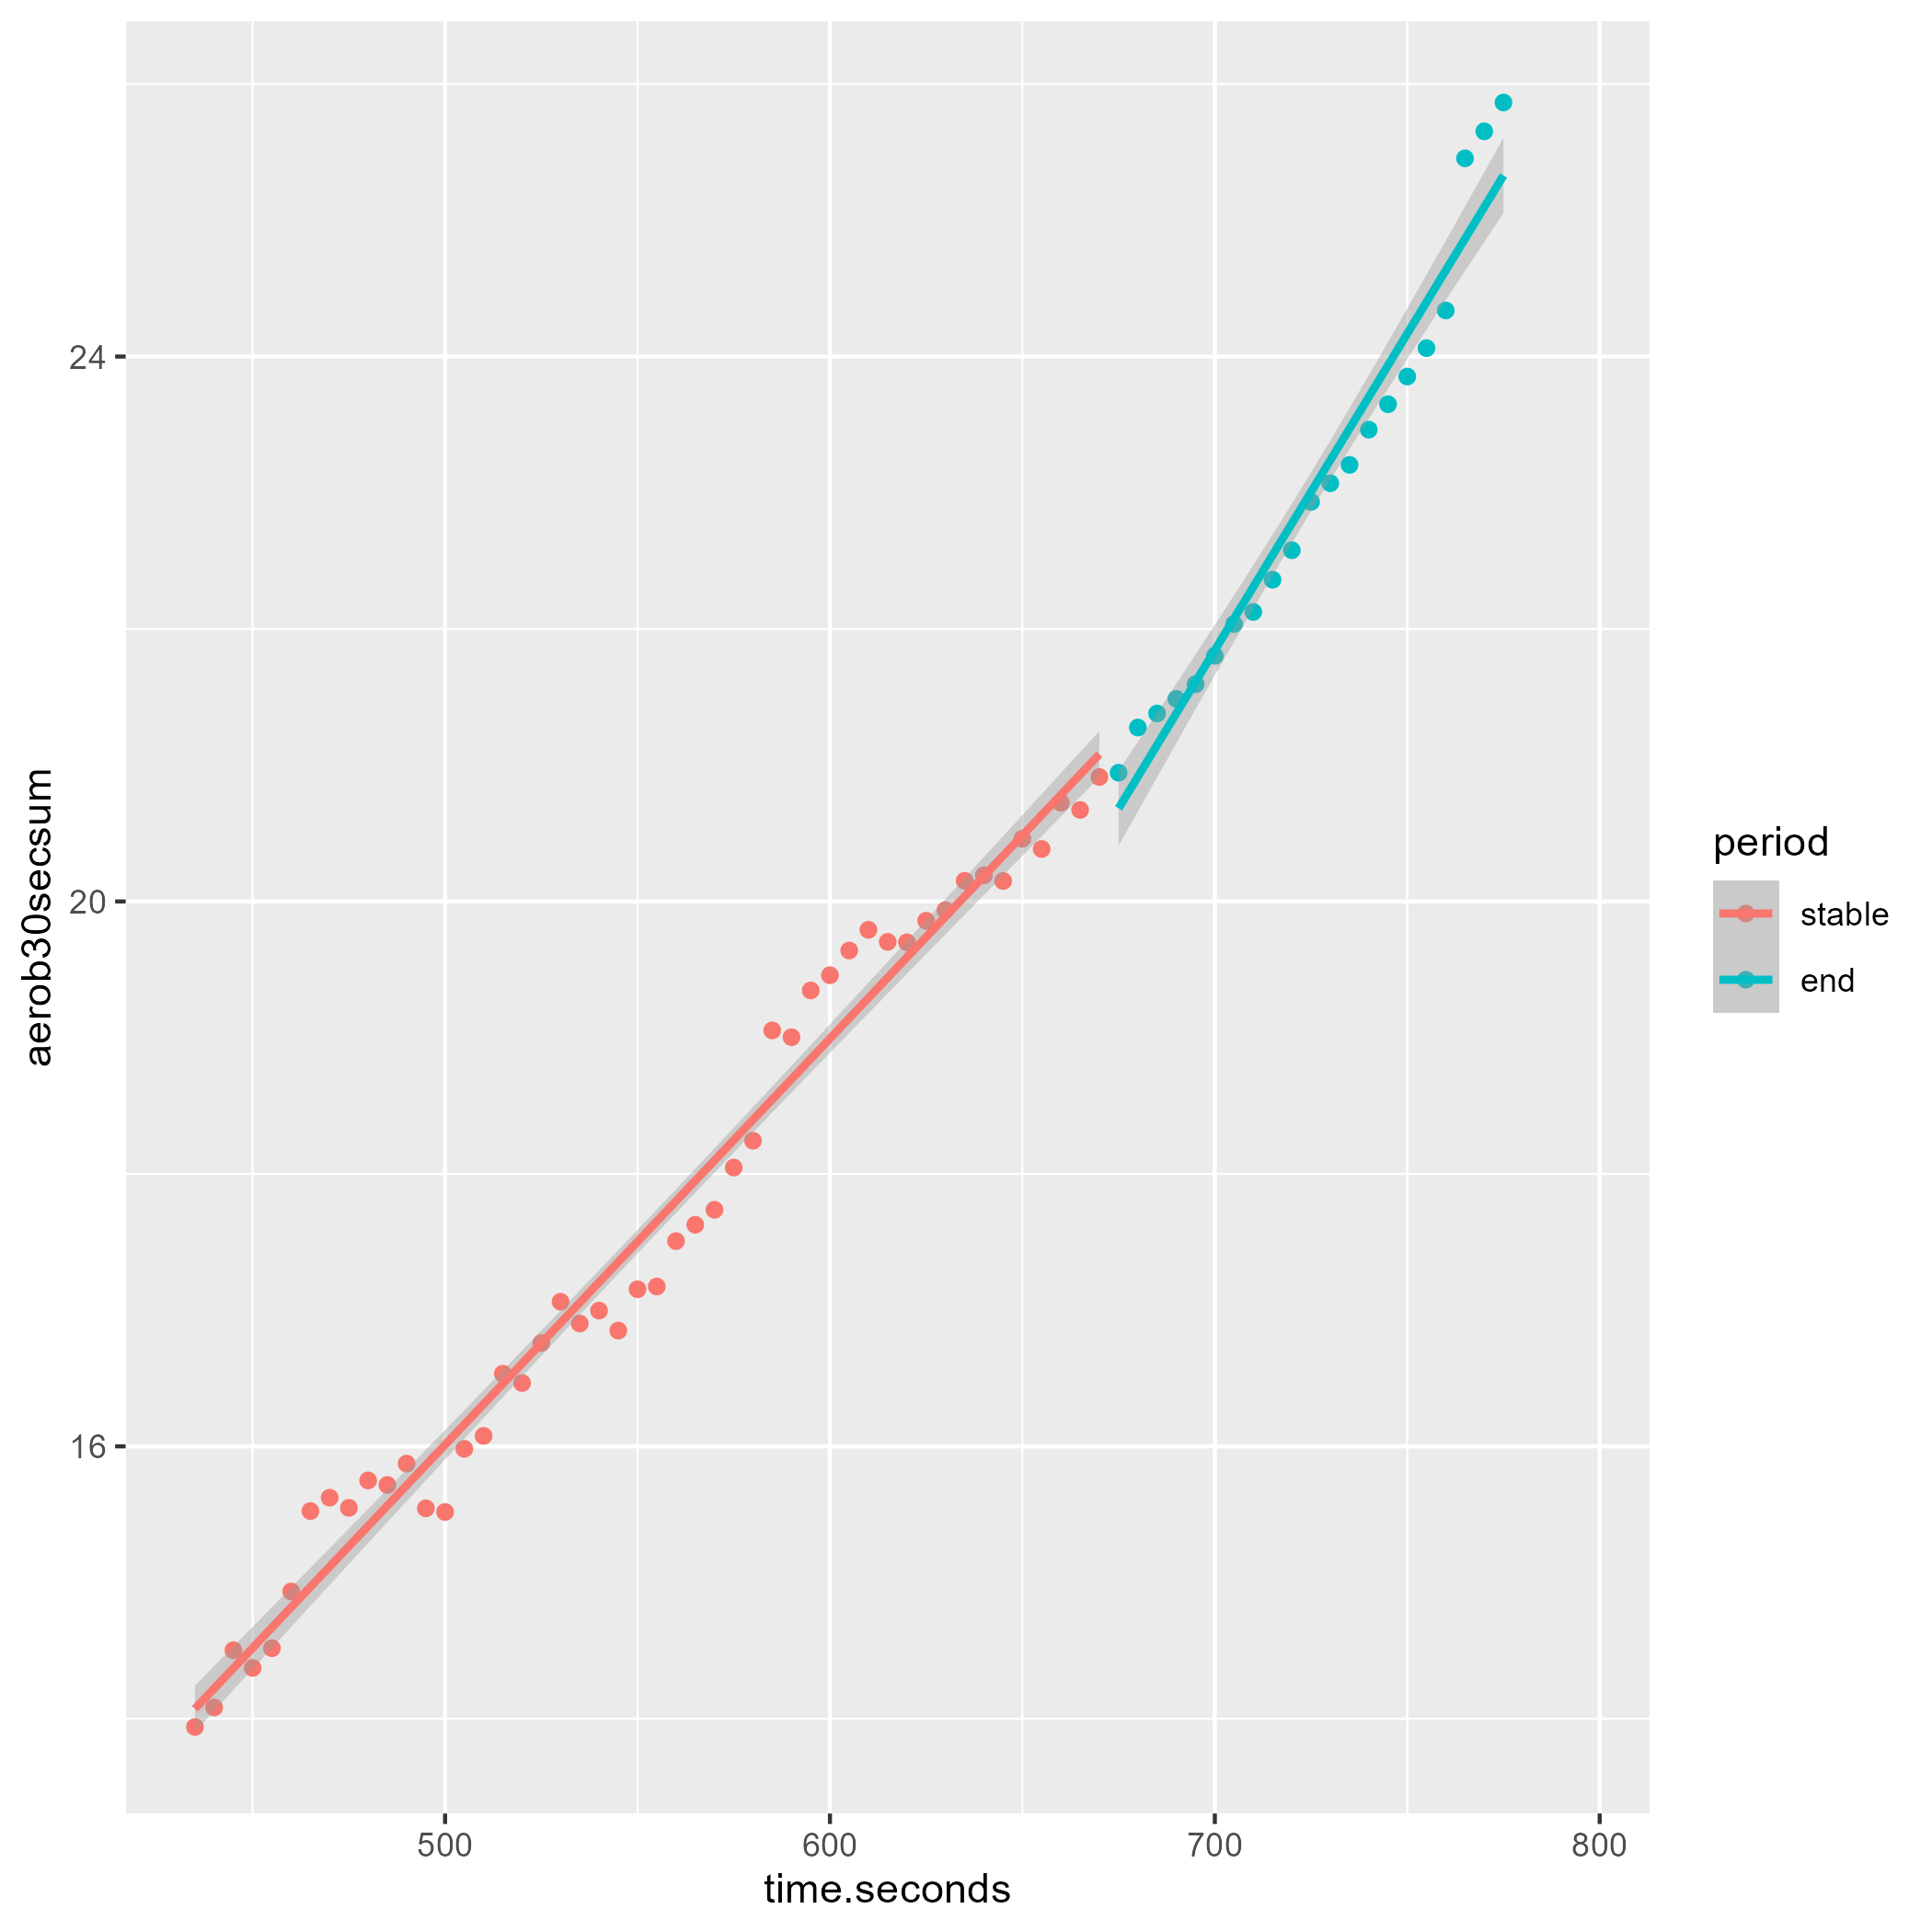 24
20
16
500
600
700
800
time.seconds
aerob30secsum
period
stable
end